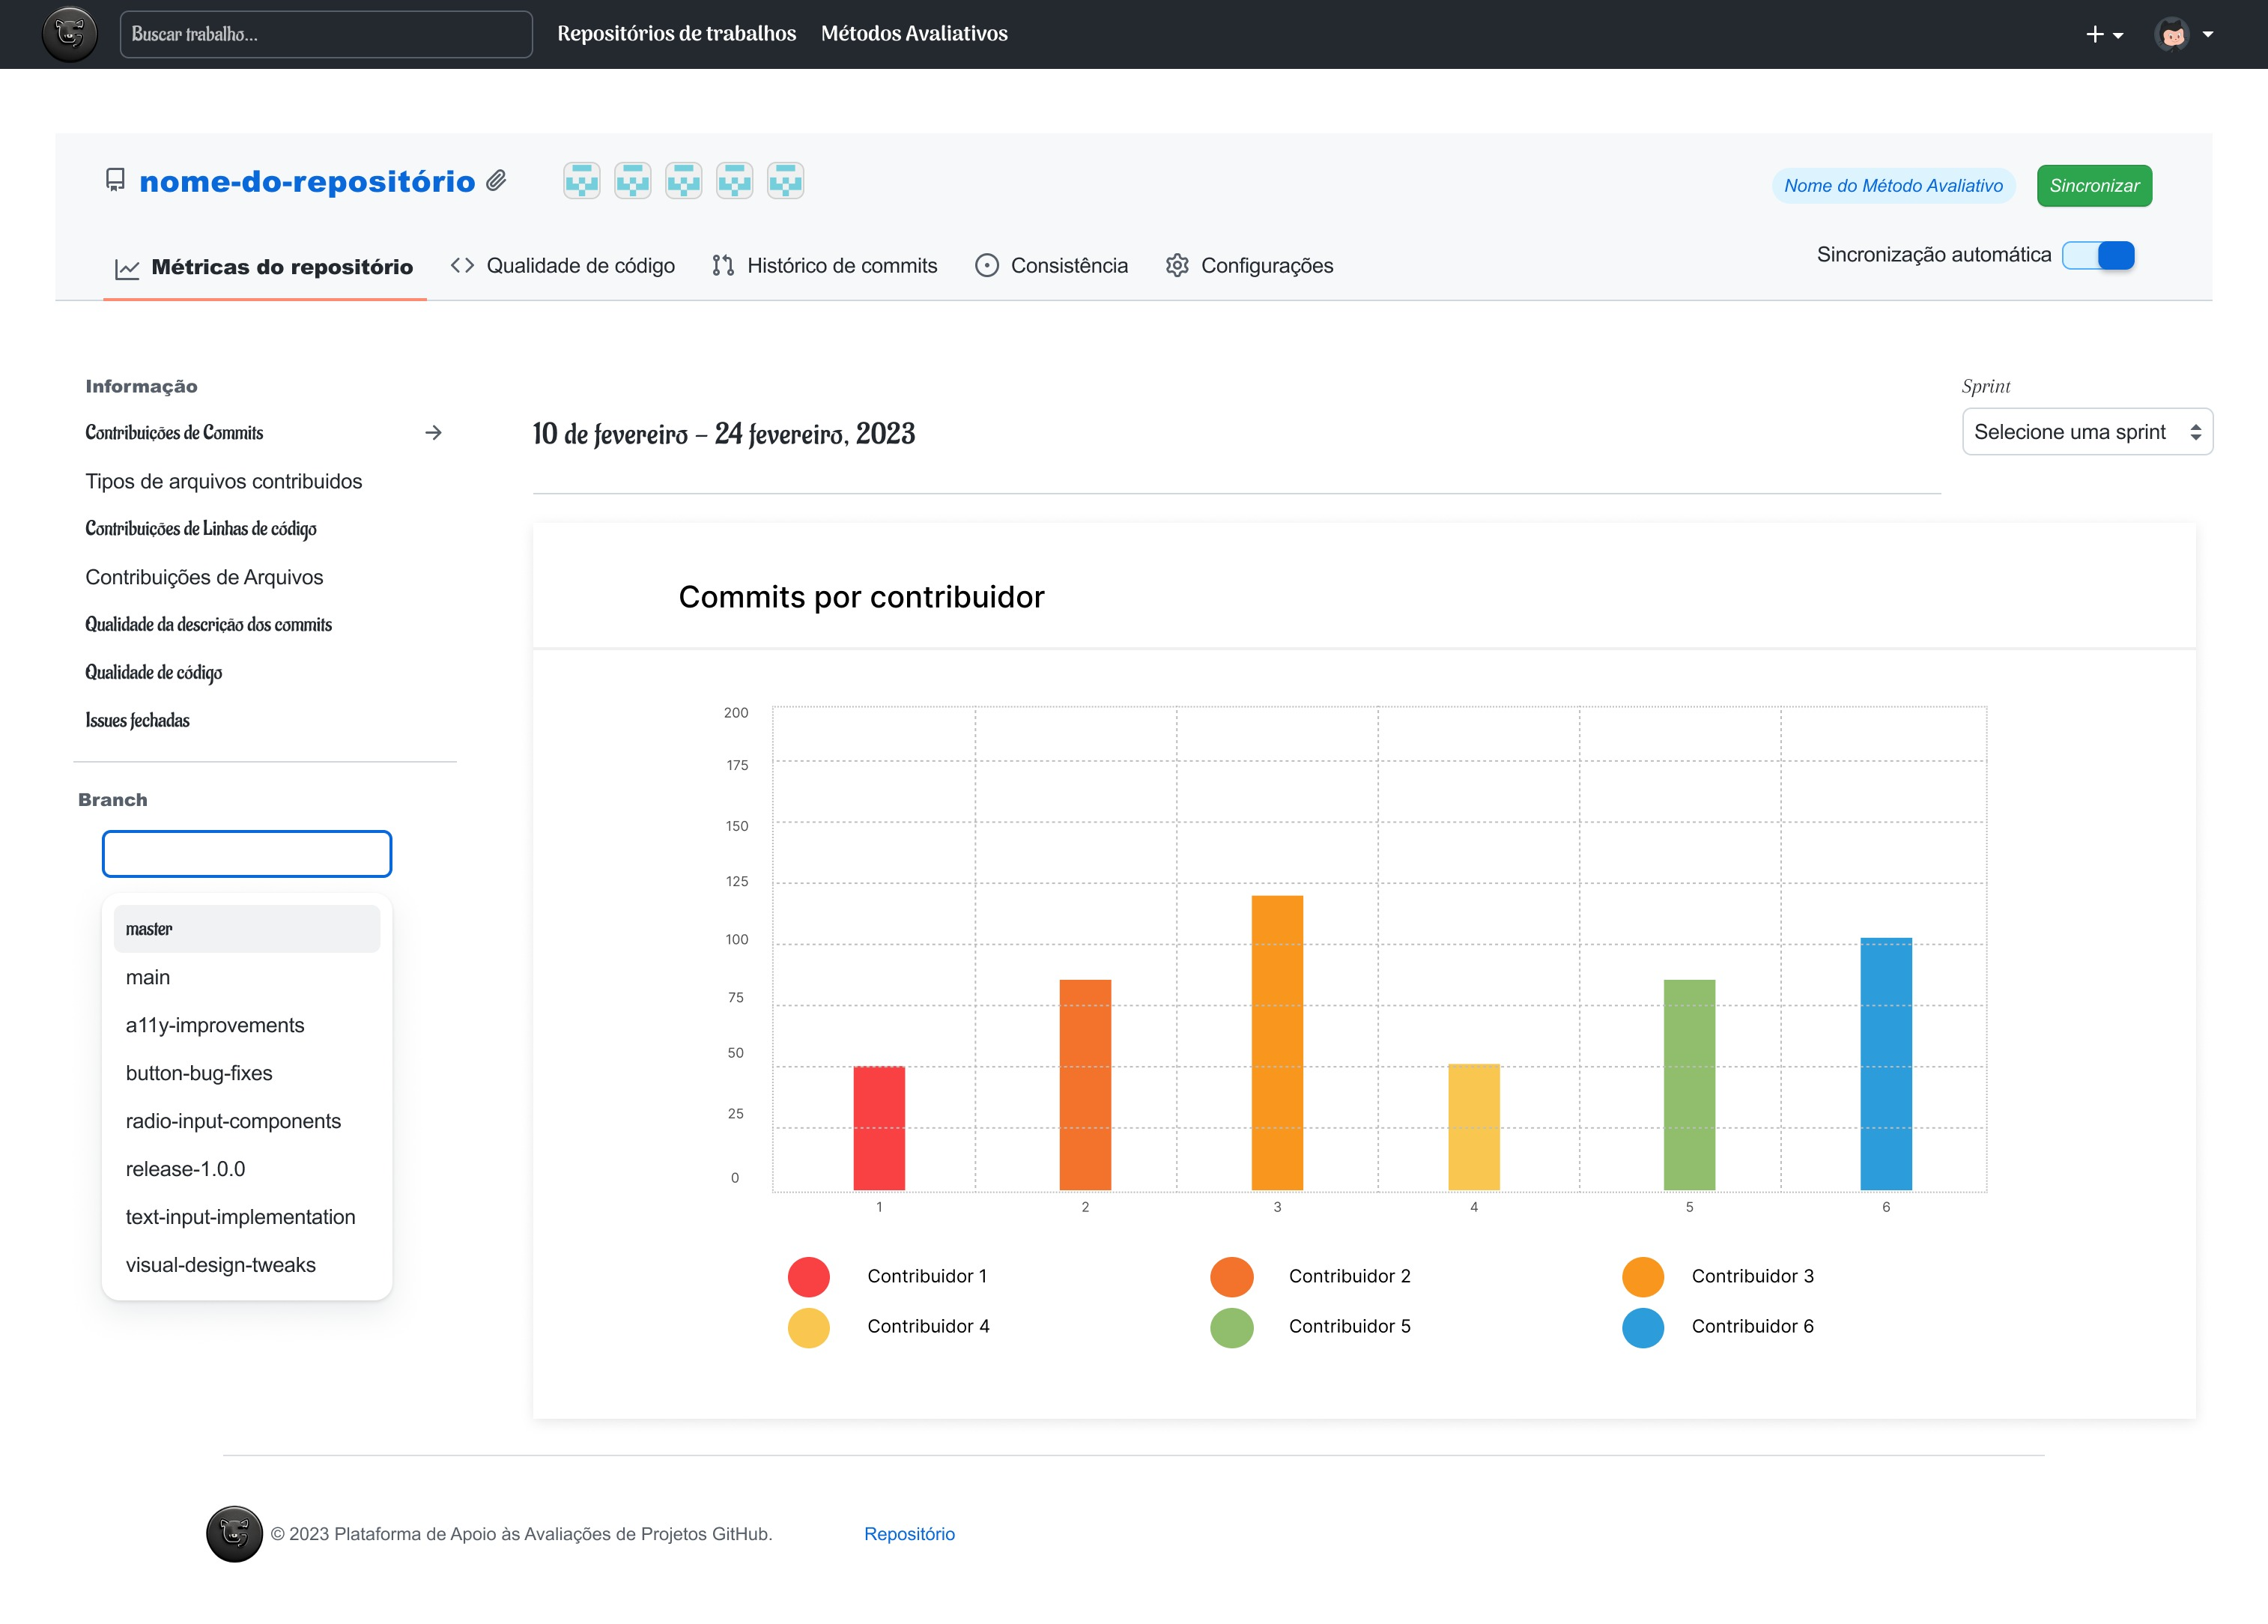 Buscar trabalho...
Repositórios de trabalhos
Métodos Avaliativos
nome-do-repositório
Nome do Método Avaliativo
Sincronizar
Métricas do repositório
Qualidade de código
Histórico de commits
Consistência
Configurações
Sincronização automática
Informação
Contribuições de Commits
Tipos de arquivos contribuidos
Contribuições de Linhas de código
Contribuições de Arquivos
Qualidade da descrição dos commits
Qualidade de código
Issues fechadas
Branch
master
main
a11y-improvements
button-bug-fixes
radio-input-components
release-1.0.0
text-input-implementation
visual-design-tweaks
10 de fevereiro – 24 fevereiro, 2023
Sprint
Selecione uma sprint
Commits por contribuidor
200
175
150
125
100
75
50
25
0
1 2 3 4 5 6
Contribuidor 1
Contribuidor 2
Contribuidor 3
Contribuidor 4
Contribuidor 5
Contribuidor 6
© 2023 Plataforma de Apoio às Avaliações de Projetos GitHub.
Repositório